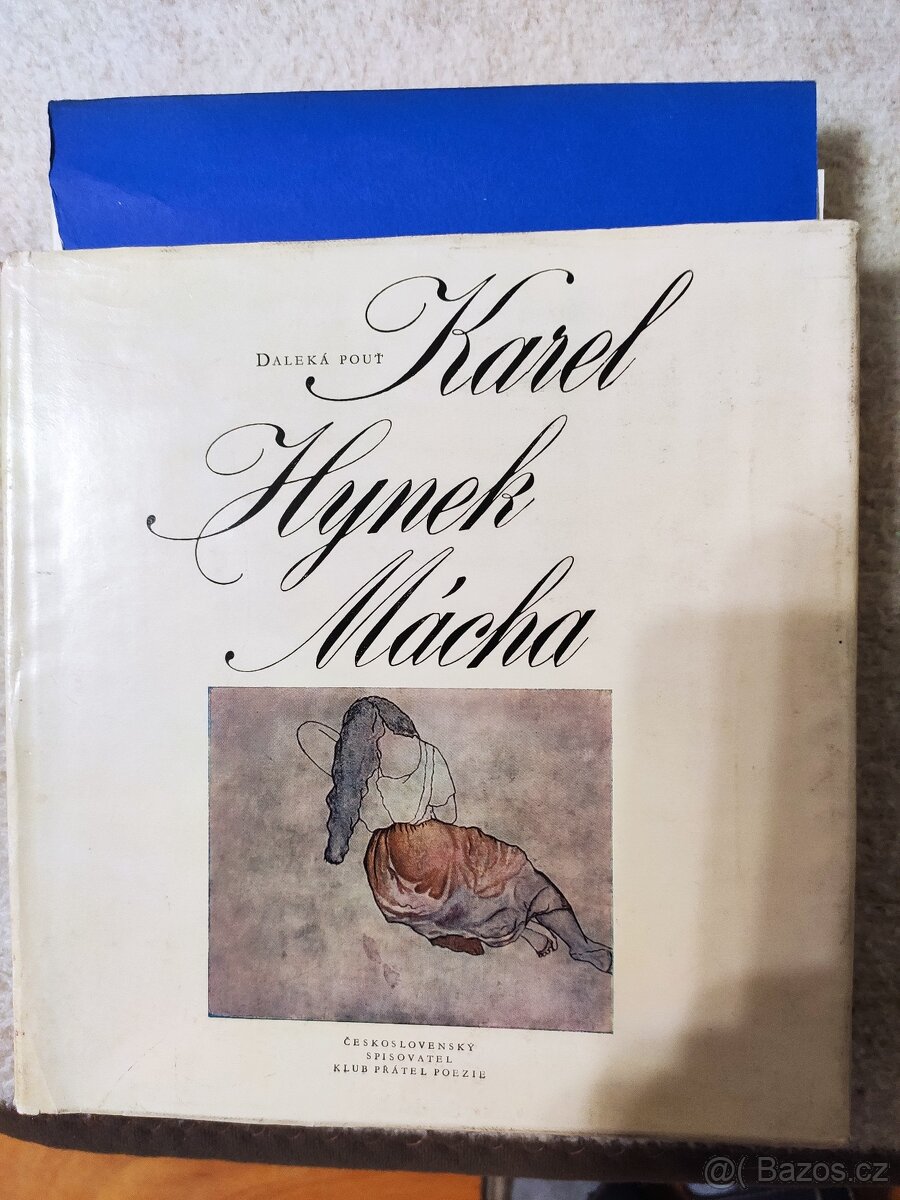 DALEKÁ POUŤ
Karel
Hynek
Mácha
ČESKOSLOVENSKÝ
SPISOVATEL
KLUB PŘÁTEL POEZIE
@( Bazos.cz